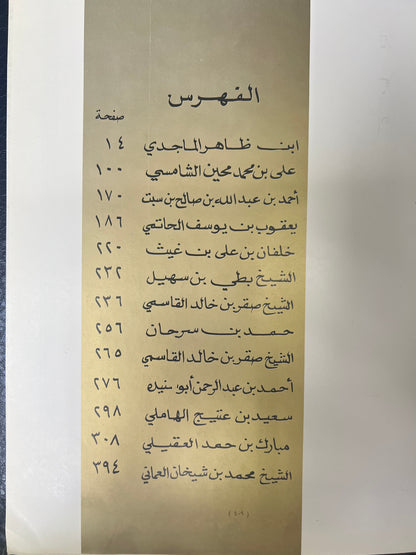 الفهرس
صفحة
ابن ظاهر الماجدي ١٤
على بن محمد محين الشامسي ١٠٠
أحمد بن عبد الله بن صالح بن سبت ١٧٠
يعقوب بن يوسف الحاتمي ١٨٦
خلفان بن على بن غيث ٢٢٠
الشيخ بطي بن سهيل ٢٣٢
الشيخ صقر بن خالد القاسمي ٢٣٦
حمد بن سرحان ٢٥٦
الشيخ صقر بن خالد القاسمي ٢٦٥
أحمد بن عبد الرحمن أبو سنيده ٢٧٦
سعيد بن عتيج الهاملي ٢٩٨
مبارك بن حمد العقيلي ٣٠٨
الشيخ محمد بن شيخان العماني ٣٩٤